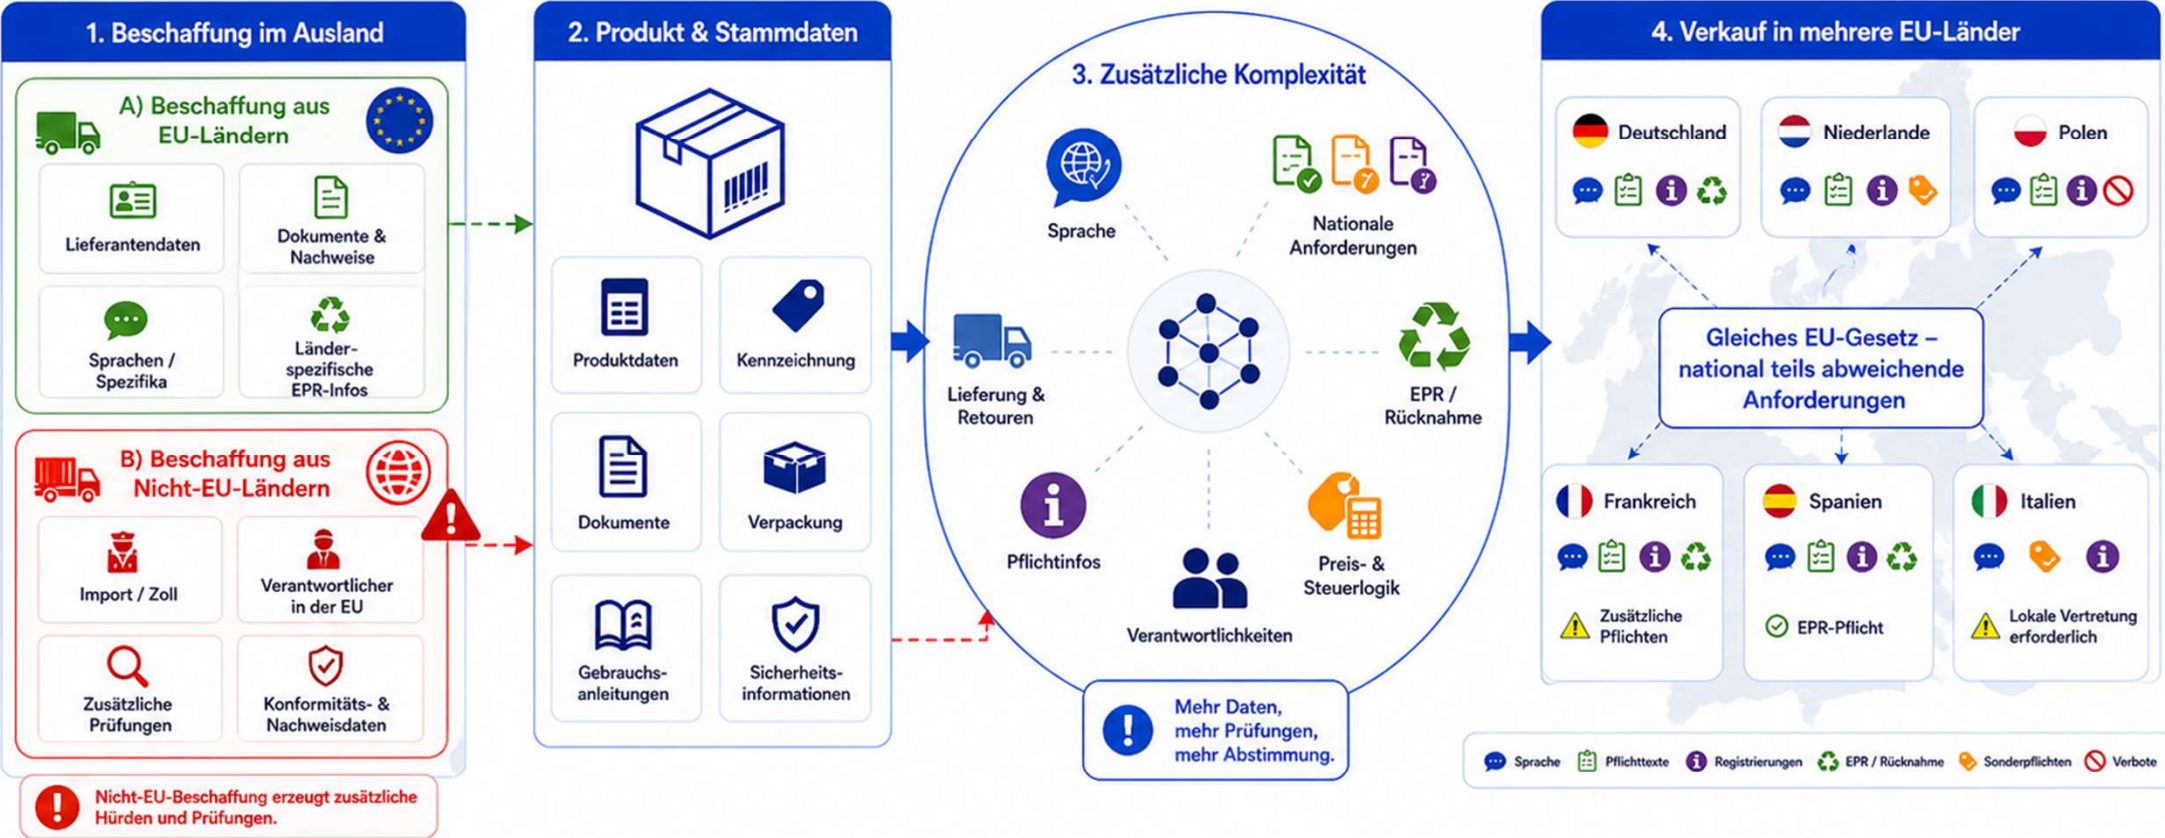 1. Beschaffung im Ausland
A) Beschaffung aus
EU-Ländern
Lieferantendaten
Dokumente &
Nachweise
Sprachen /
Spezifika
Länder-
spezifische
EPR-Infos
B) Beschaffung aus
Nicht-EU-Ländern
Import / Zoll
Verantwortlicher
in der EU
Zusätzliche
Prüfungen
Konformitäts- &
Nachweisdaten
Nicht-EU-Beschaffung erzeugt zusätzliche
Hürden und Prüfungen.
2. Produkt & Stammdaten
Produktdaten
Kennzeichnung
Dokumente
Verpackung
Gebrauchs-
anleitungen
Sicherheits-
informationen
3. Zusätzliche Komplexität
Sprache
Nationale
Anforderungen
Lieferung &
Retouren
EPR /
Rücknahme
Pflichtinfos
Preis- &
Steuerlogik
Verantwortlichkeiten
Mehr Daten,
mehr Prüfungen,
mehr Abstimmung.
4. Verkauf in mehrere EU-Länder
Deutschland
Niederlande
Polen
Gleiches EU-Gesetz –
national teils abweichende
Anforderungen
Frankreich
Zusätzliche
Pflichten
Spanien
EPR-Pflicht
Italien
Lokale Vertretung
erforderlich
Sprache
Pflichttexte
Registrierungen
EPR / Rücknahme
Sonderpflichten
Verbote